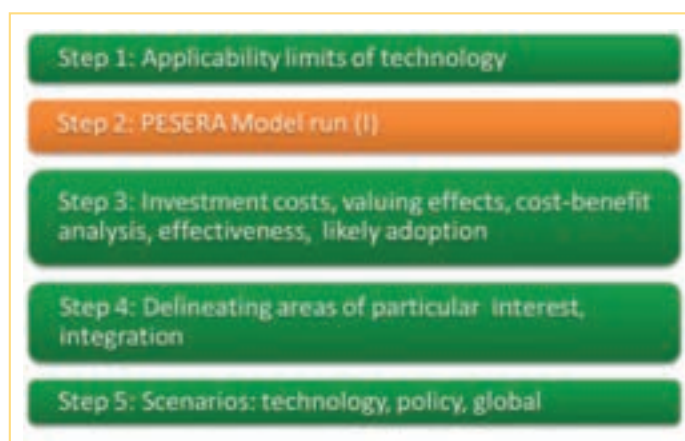 Step 1: Applicability limits of technology
Step 2: PESERA Model run (I)
Step 3: Investment costs, valuing effects, cost-benefit
analysis, effectiveness, likely adoption
Step 4: Delineating areas of particular interest,
integration
Step 5: Scenarios: technology, policy, global